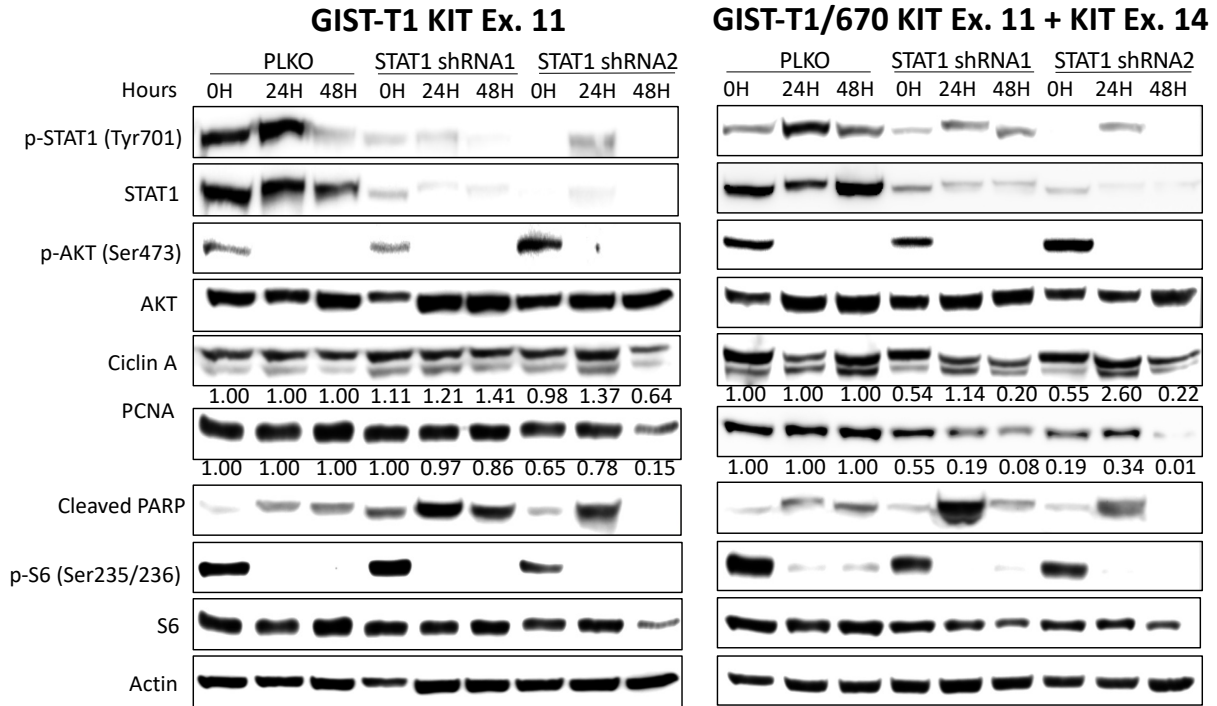 GIST-T1 KIT Ex. 11 GIST-T1/670 KIT Ex. 11 + KIT Ex. 14
PLKO STAT1 shRNA1 STAT1 shRNA2 PLKO STAT1 shRNA1 STAT1 shRNA2
Hours 0H 24H 48H 0H 24H 48H 0H 24H 48H 0H 24H 48H 0H 24H 48H 0H 24H 48H
p-STAT1 (Tyr701)
STAT1
p-AKT (Ser473)
AKT
Ciclin A
1.00 1.00 1.00 1.11 1.21 1.41 0.98 1.37 0.64 1.00 1.00 1.00 0.54 1.14 0.20 0.55 2.60 0.22
PCNA
1.00 1.00 1.00 1.00 0.97 0.86 0.65 0.78 0.15 1.00 1.00 1.00 0.55 0.19 0.08 0.19 0.34 0.01
Cleaved PARP
p-S6 (Ser235/236)
S6
Actin